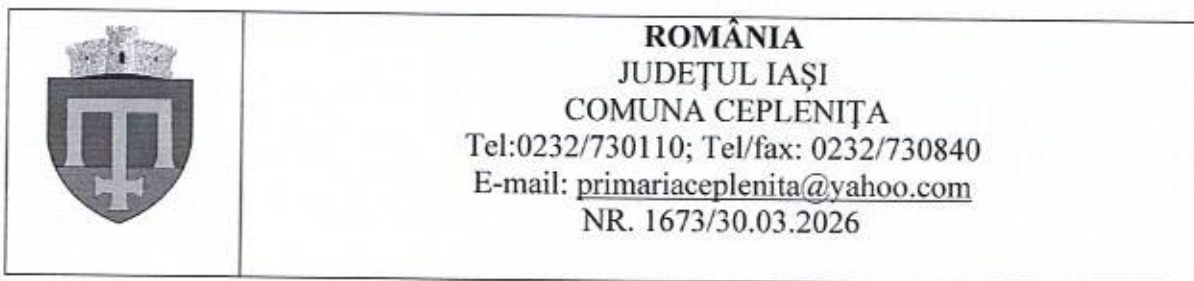 ROMÂNIA
JUDEȚUL IAȘI
COMUNA CEPLENIȚA
Tel:0232/730110; Tel/fax: 0232/730840
E-mail: primariaceplenita@yahoo.com
NR. 1673/30.03.2026